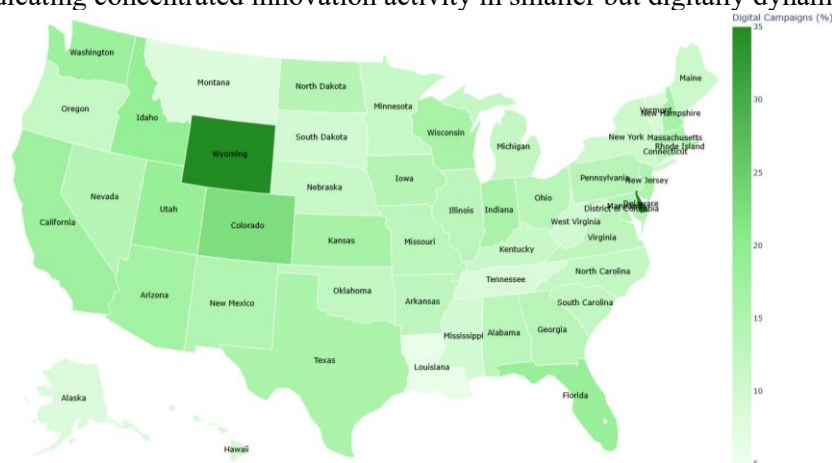 dicating concentrated innovation activity in smaller but digitally dynam
Digital Campaigns (%)
35
Washington
Maine
Montana
North Dakota
Minnesota
Vermont
New Hampshire
30
Oregon
Idaho
South Dakota
Wisconsin
Michigan
New York
Massachusetts
Rhode Island
Connecticut
Wyoming
25
Nebraska
Iowa
Pennsylvania
New Jersey
Nevada
Utah
Colorado
Illinois
Indiana
Ohio
Delaware
District of Columbia
California
Kansas
Missouri
West Virginia
Virginia
20
Kentucky
Arizona
New Mexico
Oklahoma
Arkansas
Tennessee
North Carolina
South Carolina
15
Texas
Mississippi
Alabama
Georgia
Louisiana
Alaska
Florida
10
Hawaii
5